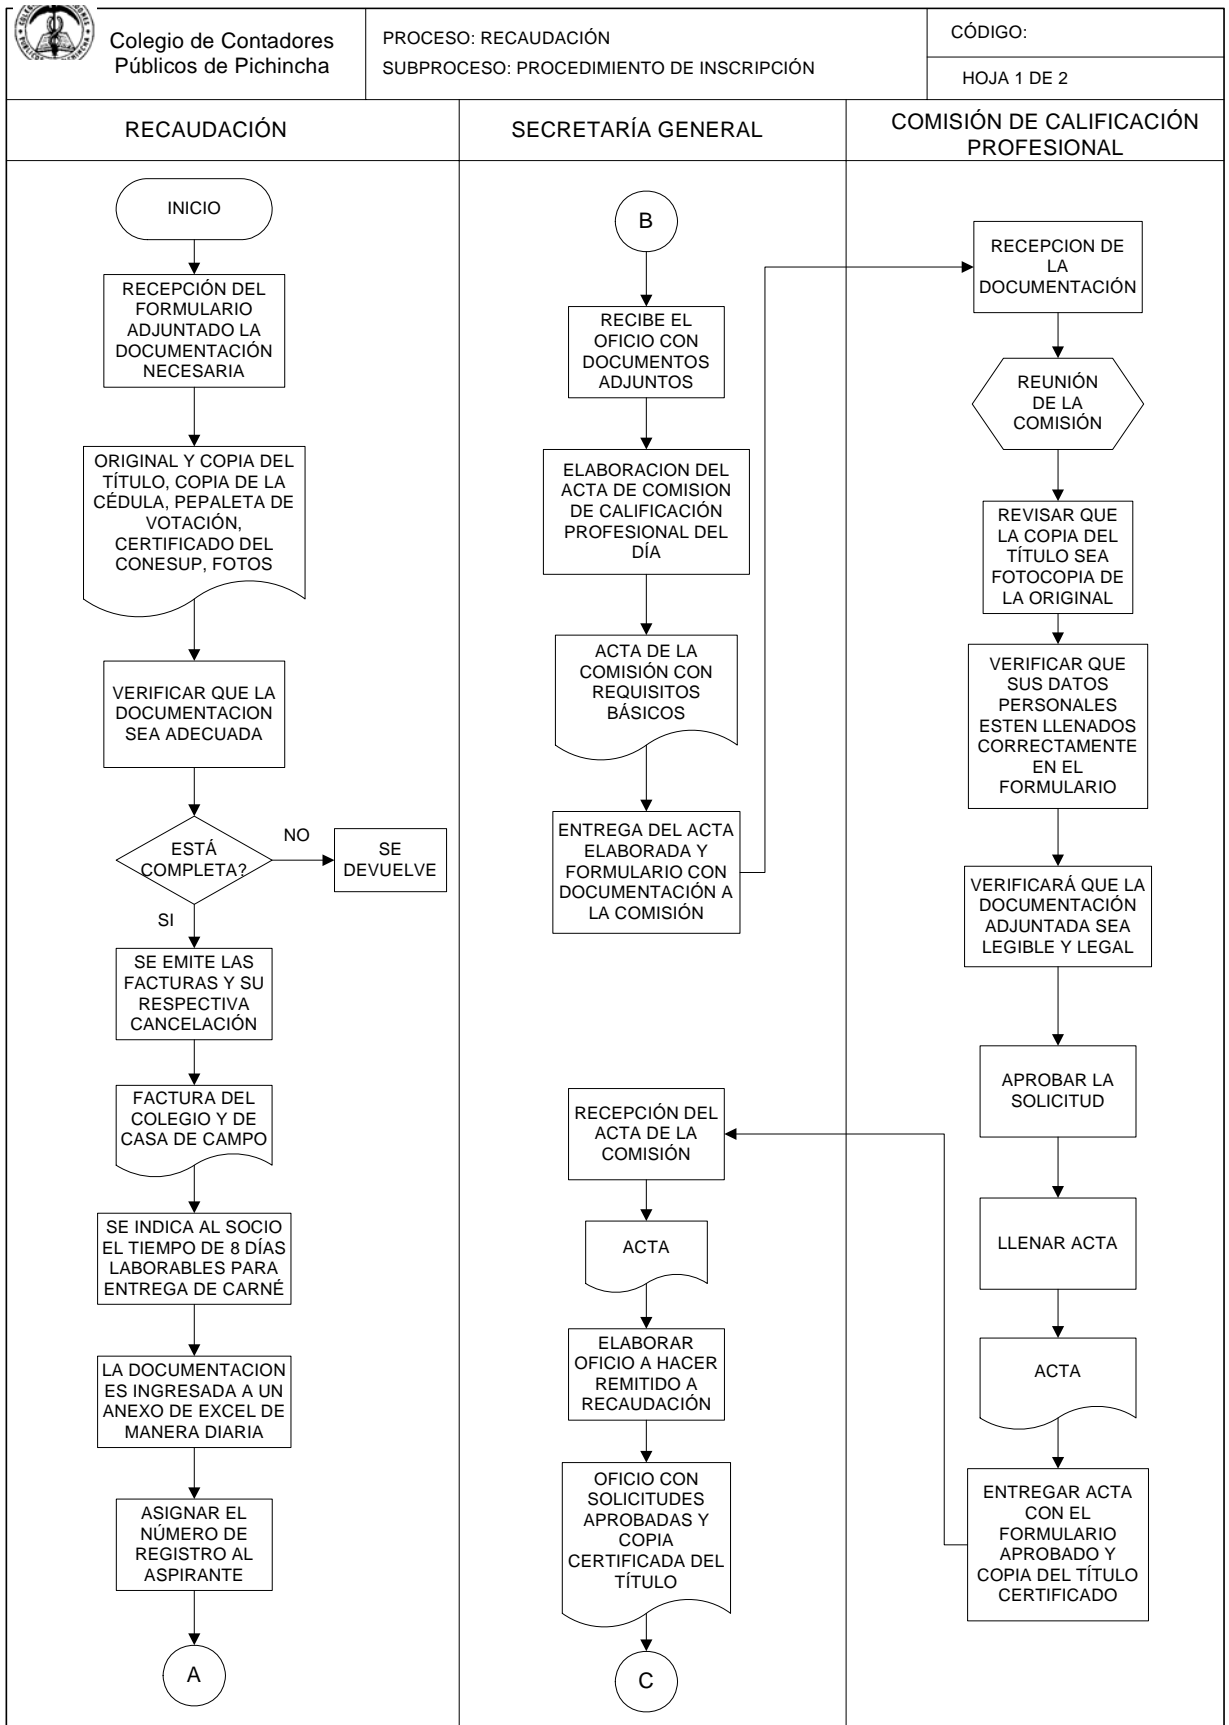 Colegio de Contadores
Públicos de Pichincha
PROCESO: RECAUDACIÓN
SUBPROCESO: PROCEDIMIENTO DE INSCRIPCIÓN
CÓDIGO:
HOJA 1 DE 2
RECAUDACIÓN
SECRETARÍA GENERAL
COMISIÓN DE CALIFICACIÓN
PROFESIONAL
INICIO
RECEPCIÓN DEL
FORMULARIO
ADJUNTADO LA
DOCUMENTACIÓN
NECESARIA
ORIGINAL Y COPIA DEL
TÍTULO, COPIA DE LA
CÉDULA, PEPALETA DE
VOTACIÓN,
CERTIFICADO DEL
CONESUP, FOTOS
VERIFICAR QUE LA
DOCUMENTACION
SEA ADECUADA
ESTÁ
COMPLETA?
NO
SE
DEVUELVE
SI
SE EMITE LAS
FACTURAS Y SU
RESPECTIVA
CANCELACIÓN
FACTURA DEL
COLEGIO Y DE
CASA DE CAMPO
SE INDICA AL SOCIO
EL TIEMPO DE 8 DÍAS
LABORABLES PARA
ENTREGA DE CARNÉ
LA DOCUMENTACION
ES INGRESADA A UN
ANEXO DE EXCEL DE
MANERA DIARIA
ASIGNAR EL
NÚMERO DE
REGISTRO AL
ASPIRANTE
A
B
RECIBE EL
OFICIO CON
DOCUMENTOS
ADJUNTOS
ELABORACION DEL
ACTA DE COMISION
DE CALIFICACIÓN
PROFESIONAL DEL
DÍA
ACTA DE LA
COMISIÓN CON
REQUISITOS
BÁSICOS
ENTREGA DEL ACTA
ELABORADA Y
FORMULARIO CON
DOCUMENTACIÓN A
LA COMISIÓN
RECEPCIÓN DEL
ACTA DE LA
COMISIÓN
ACTA
ELABORAR
OFICIO A HACER
REMITIDO A
RECAUDACIÓN
OFICIO CON
SOLICITUDES
APROBADAS Y
COPIA
CERTIFICADA DEL
TÍTULO
C
RECEPCION DE
LA
DOCUMENTACIÓN
REUNIÓN
DE LA
COMISIÓN
REVISAR QUE
LA COPIA DEL
TÍTULO SEA
FOTOCOPIA DE
LA ORIGINAL
VERIFICAR QUE
SUS DATOS
PERSONALES
ESTEN LLENADOS
CORRECTAMENTE
EN EL
FORMULARIO
VERIFICARÁ QUE LA
DOCUMENTACIÓN
ADJUNTADA SEA
LEGIBLE Y LEGAL
APROBAR LA
SOLICITUD
LLENAR ACTA
ACTA
ENTREGAR ACTA
CON EL
FORMULARIO
APROBADO Y
COPIA DEL TÍTULO
CERTIFICADO